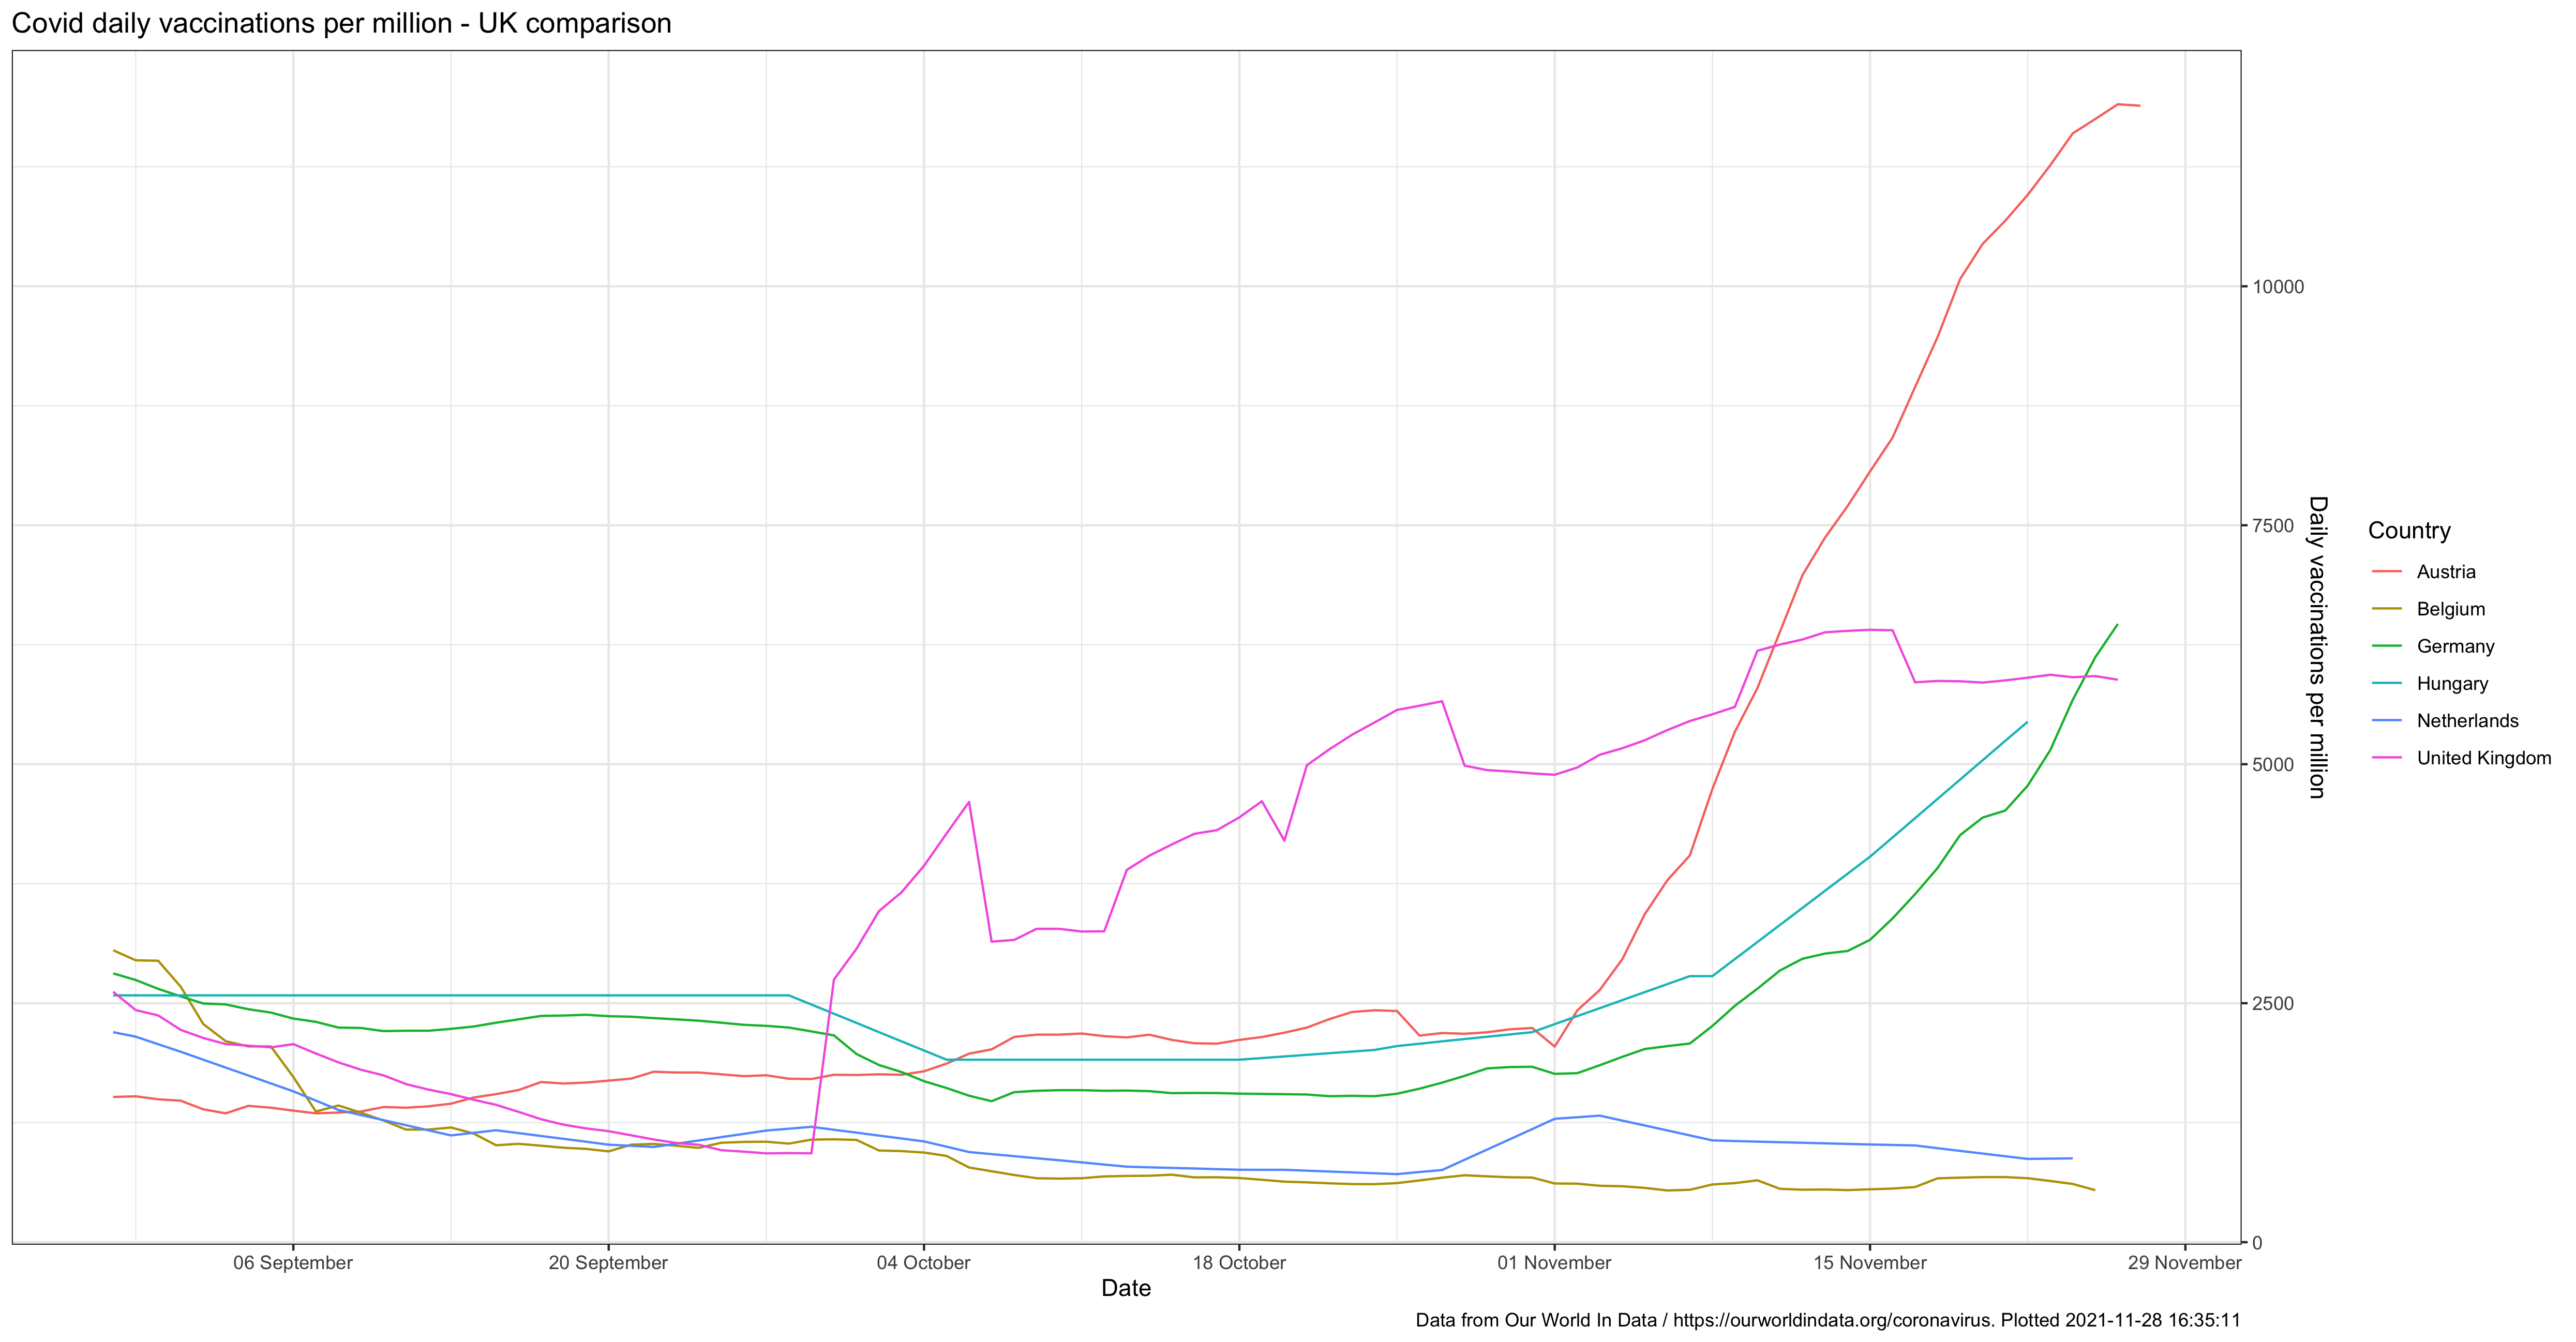 Covid daily vaccinations per million - UK comparison
10000
7500
5000
2500
0
Daily vaccinations per million
Country
Austria
Belgium
Germany
Hungary
Netherlands
United Kingdom
06 September
20 September
04 October
18 October
01 November
15 November
29 November
Date
Data from Our World In Data / https://ourworldindata.org/coronavirus. Plotted 2021-11-28 16:35:11